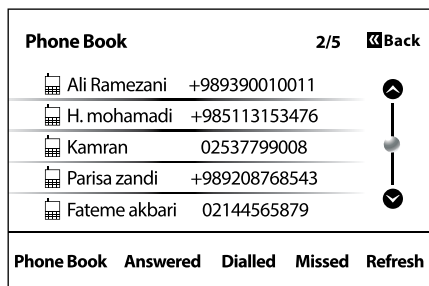 Phone Book 2/5 Back
Ali Ramezani +989390010011
H. mohamadi +985113153476
Kamran 02537799008
Parisa zandi +989208768543
Fateme akbari 02144565879
Phone Book Answered Dialled Missed Refresh